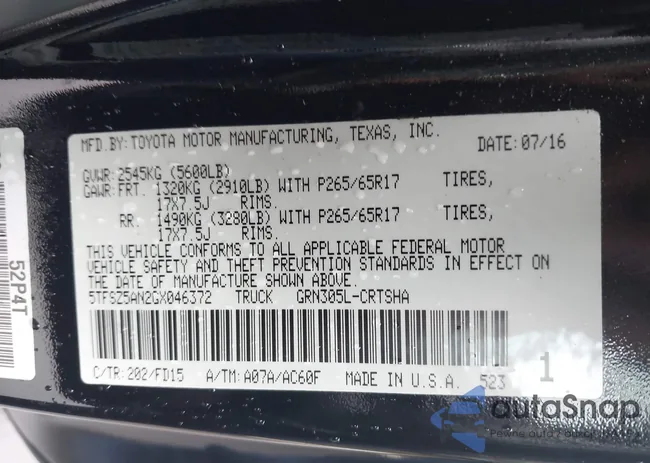 MFD.BY:TOYOTA MOTOR MANUFACTURING, TEXAS, INC. DATE:07/16
GVWR:2545KG (5600LB)
GAWR:FRT. 1320KG (2910LB) WITH P265/65R17 TIRES,
17X7.5J RIMS.
RR. 1490KG (3280LB) WITH P265/65R17 TIRES,
17X7.5J RIMS.
THIS VEHICLE CONFORMS TO ALL APPLICABLE FEDERAL MOTOR
VEHICLE SAFETY AND THEFT PREVENTION STANDARDS IN EFFECT ON
THE DATE OF MANUFACTURE SHOWN ABOVE.
5TFSZ5AN2GX046372 TRUCK GRN305L-CRTSHA
C/TR:202/FD15 A/TM:A07A/AC60F MADE IN U.S.A. 523
1
52P4T
autoSnap
Pewne auto z